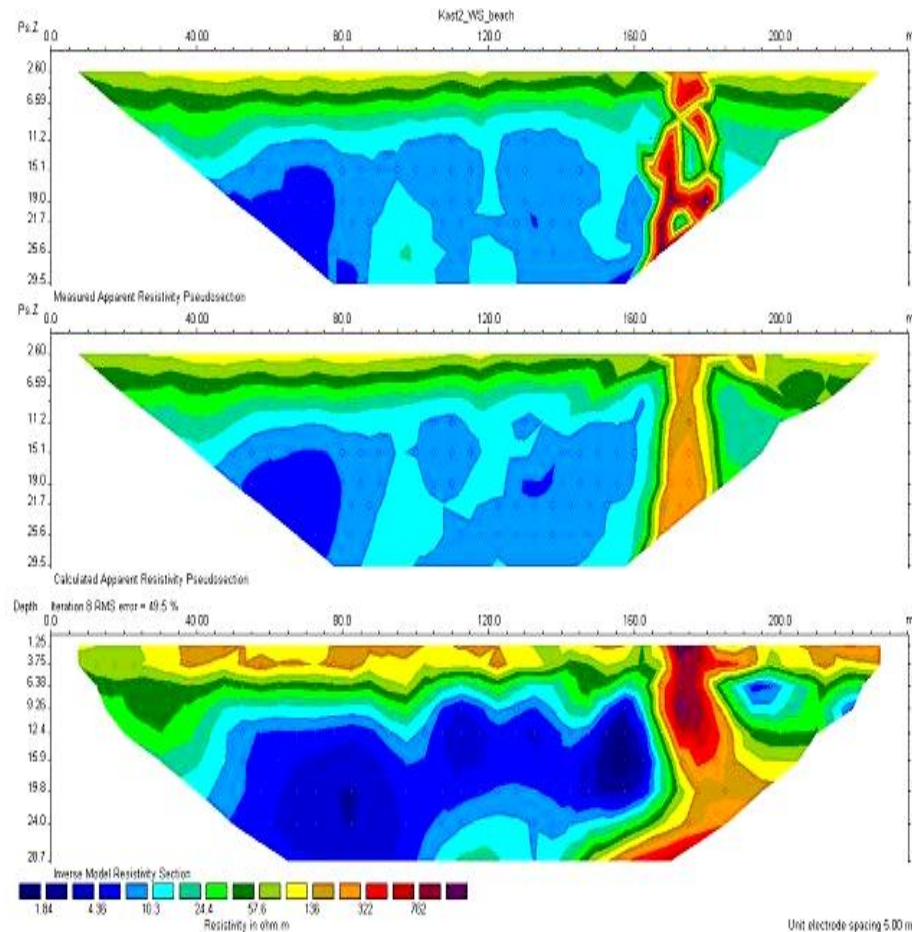 Kast2_WS_beach
Ps.Z 0.0 40.00 80.0 120.0 160.0 200.0 m
2.60
6.59
11.2
15.1
19.0
21.7
25.6
29.5
Measured Apparent Resistivity Pseudosection
Ps.Z 0.0 40.00 80.0 120.0 160.0 200.0 m
2.60
6.59
11.2
15.1
19.0
21.7
25.6
29.5
Calculated Apparent Resistivity Pseudosection
Depth Iteration 8 RMS error = 49.5 %
0.0 40.00 80.0 120.0 160.0 200.0 m
1.25
3.75
6.38
9.26
12.4
15.9
19.8
24.0
28.7
Inverse Model Resistivity Section
1.84 4.36 10.3 24.4 57.6 136 322 762
Resistivity in ohm.m
Unit electrode spacing 5.00 m